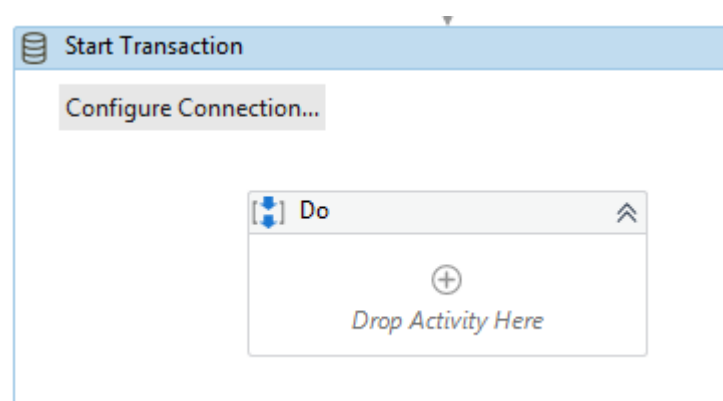 Start Transaction
Configure Connection...
Do
Drop Activity Here